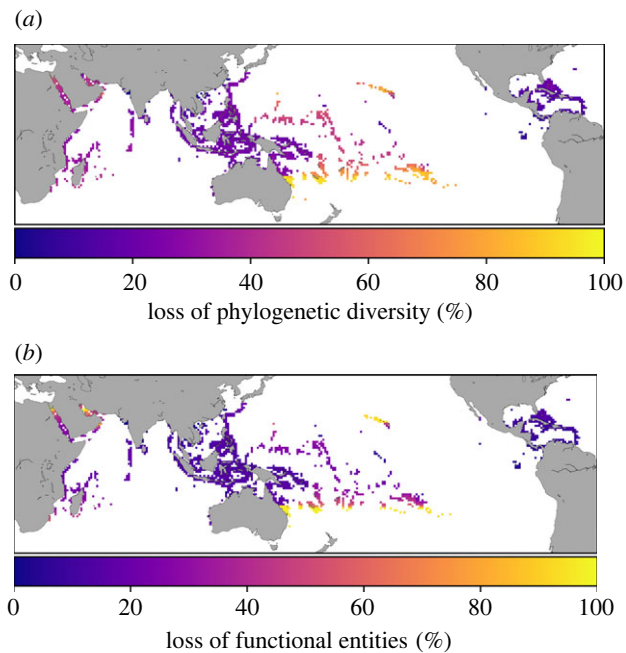 (a)
0 20 40 60 80 100
loss of phylogenetic diversity (%)
(b)
0 20 40 60 80 100
loss of functional entities (%)